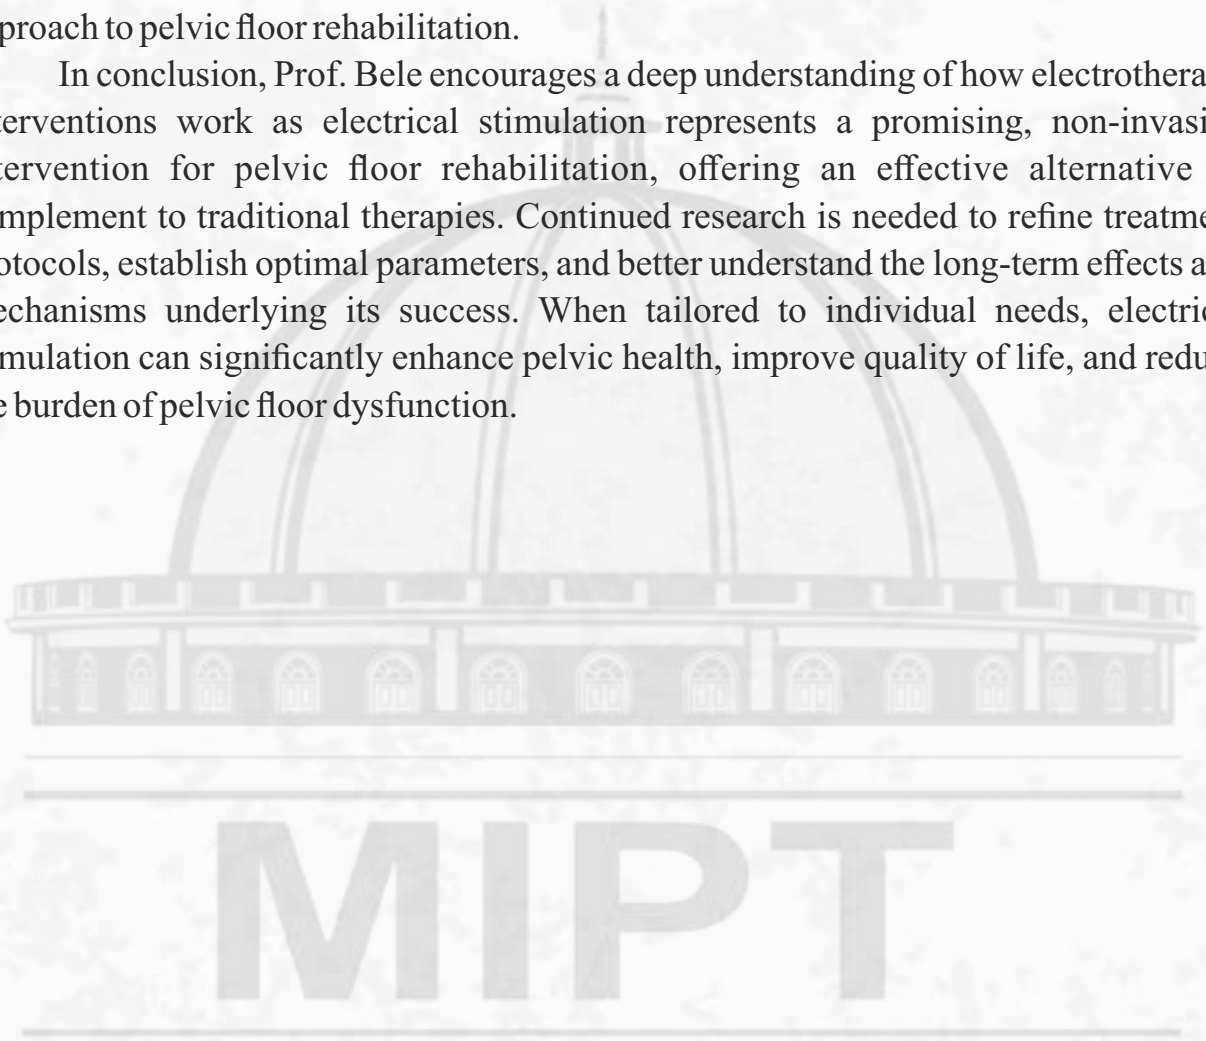 proach to pelvic floor rehabilitation.
In conclusion, Prof. Bele encourages a deep understanding of how electrothera
terventions work as electrical stimulation represents a promising, non-invasi
tervention for pelvic floor rehabilitation, offering an effective alternative
mplement to traditional therapies. Continued research is needed to refine treatme
otocols, establish optimal parameters, and better understand the long-term effects a
echanisms underlying its success. When tailored to individual needs, electric
mulation can significantly enhance pelvic health, improve quality of life, and redu
e burden of pelvic floor dysfunction.
MIPT